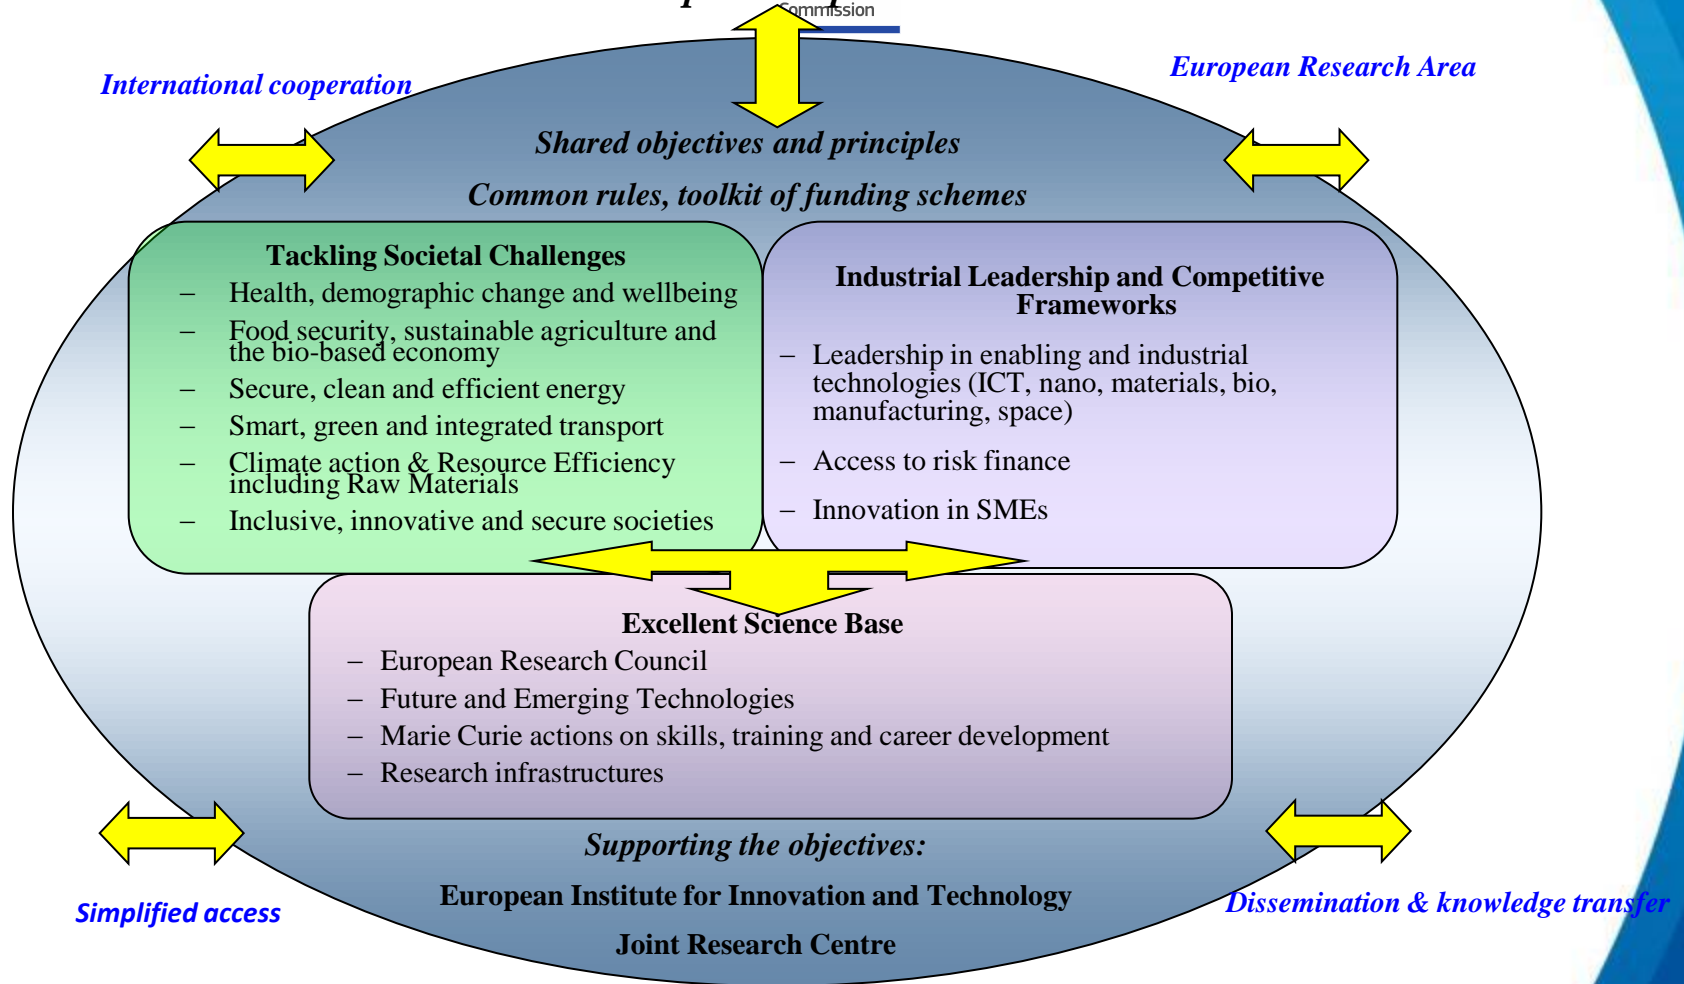 Commission
International cooperation
European Research Area
Shared objectives and principles
Common rules, toolkit of funding schemes
Tackling Societal Challenges
– Health, demographic change and wellbeing
– Food security, sustainable agriculture and
the bio-based economy
– Secure, clean and efficient energy
– Smart, green and integrated transport
– Climate action & Resource Efficiency
including Raw Materials
– Inclusive, innovative and secure societies
Industrial Leadership and Competitive
Frameworks
– Leadership in enabling and industrial
technologies (ICT, nano, materials, bio,
manufacturing, space)
– Access to risk finance
– Innovation in SMEs
Excellent Science Base
– European Research Council
– Future and Emerging Technologies
– Marie Curie actions on skills, training and career development
– Research infrastructures
Supporting the objectives:
European Institute for Innovation and Technology
Joint Research Centre
Simplified access
Dissemination & knowledge transfer